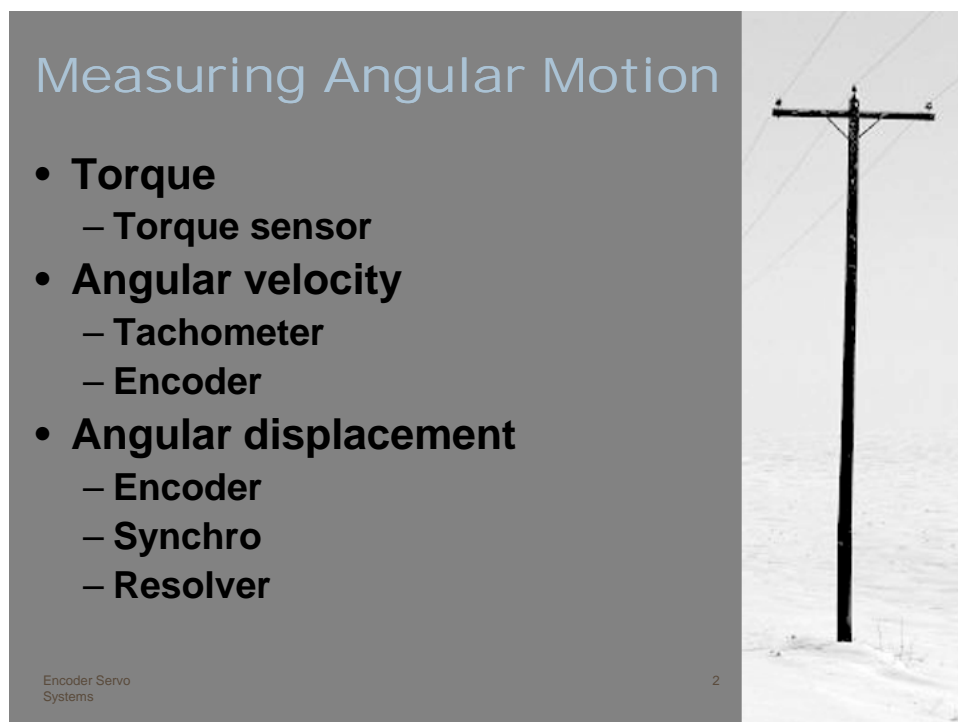 Measuring Angular Motion
• Torque
– Torque sensor
• Angular velocity
– Tachometer
– Encoder
• Angular displacement
– Encoder
– Synchro
– Resolver
Encoder Servo
Systems
2